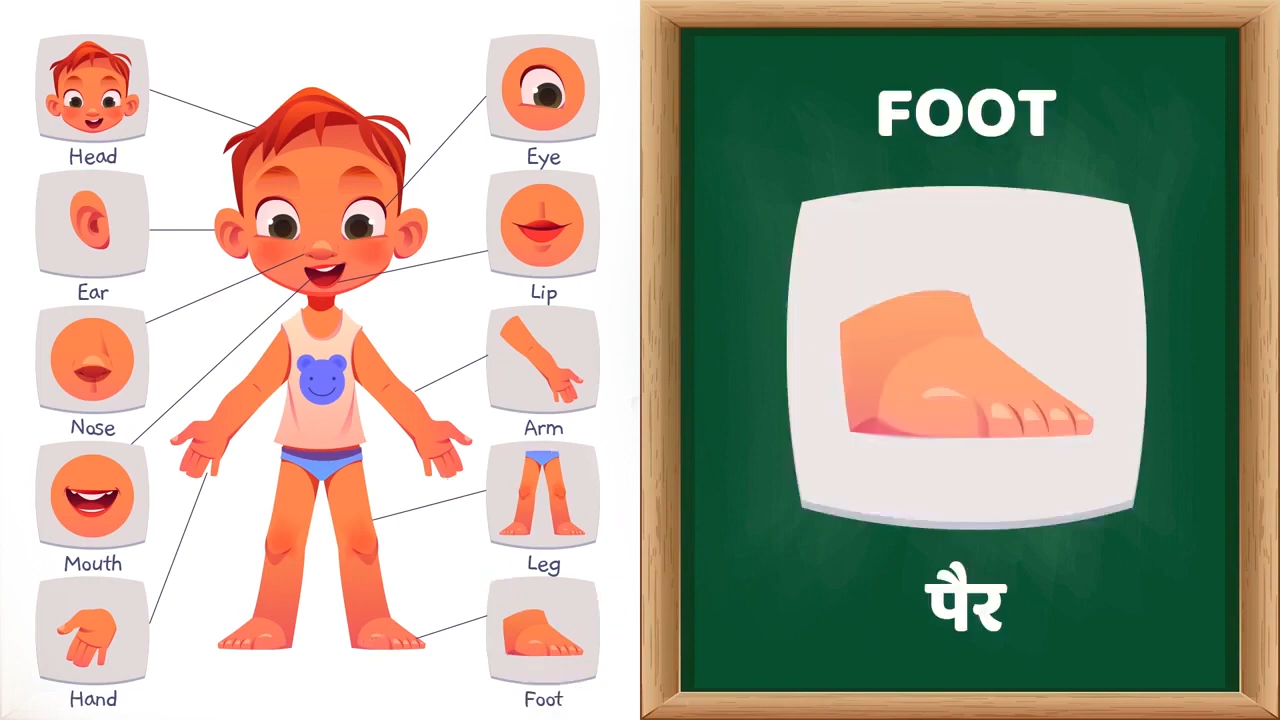 Head
Ear
Nose
Mouth
Hand
Eye
Lip
Arm
Leg
Foot
FOOT
पैर